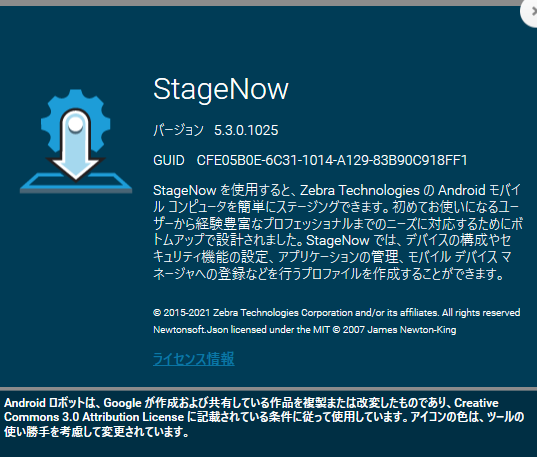 StageNow
バージョン 5.3.0.1025
GUID CFE05B0E-6C31-1014-A129-83B90C918FF1
StageNow を使用すると、Zebra Technologies の Android モバイ
ル コンピュータを簡単にステージングできます。初めてお使いになるユー
ザーから経験豊富なプロフェッショナルまでのニーズに対応するためにボ
トムアップで設計されました。StageNow では、デバイスの構成やセ
キュリティ機能の設定、アプリケーションの管理、モバイル デバイス マ
ネージャへの登録などを行うプロファイルを作成することができます。
© 2015-2021 Zebra Technologies Corporation and/or its affiliates. All rights reserved
Newtonsoft.Json licensed under the MIT © 2007 James Newton-King
ライセンス情報
Android ロボットは、Google が作成および共有している作品を複製または改変したものであり、Creative
Commons 3.0 Attribution License に記載されている条件に従って使用しています。アイコンの色は、ツールの
使い勝手を考慮して変更されています。